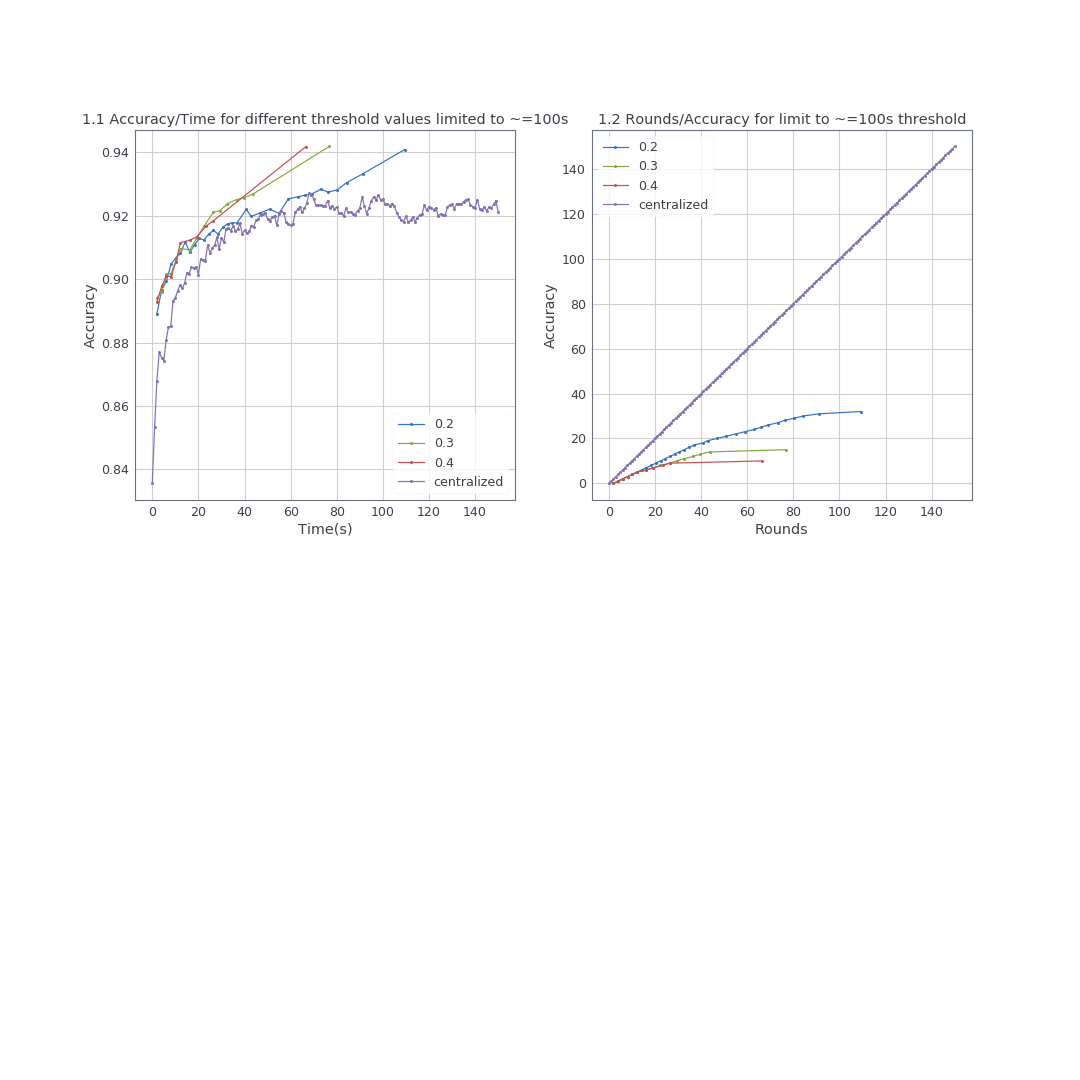 1.1 Accuracy/Time for different threshold values limited to ~=100s
0.94
0.92
0.90
0.88
0.86
0.84
Accuracy
0.2
0.3
0.4
centralized
0 20 40 60 80 100 120 140
Time(s)
1.2 Rounds/Accuracy for limit to ~=100s threshold
0.2
0.3
0.4
centralized
140
120
100
80
60
40
20
0
Accuracy
0 20 40 60 80 100 120 140
Rounds